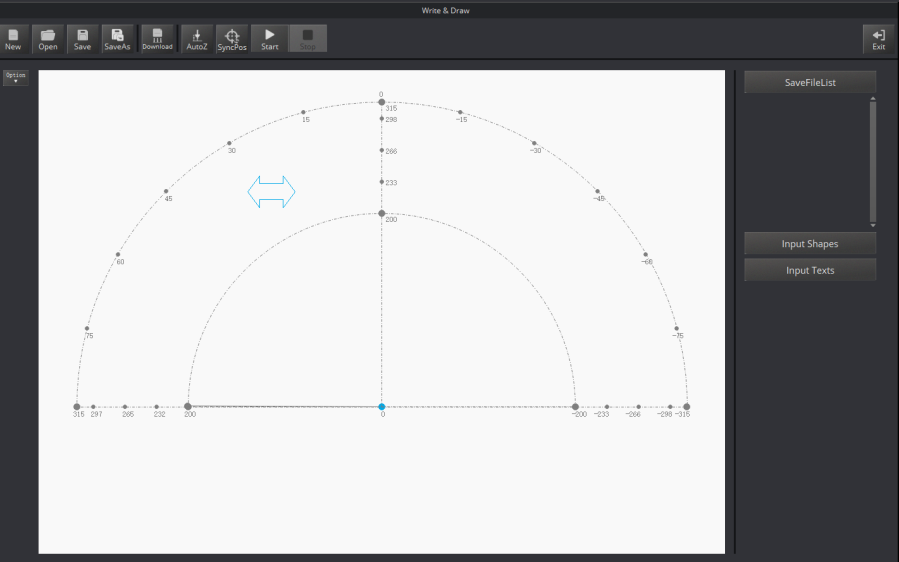 Write & Draw
New Open Save SaveAs Download AutoZ SyncPos Start Stop Exit
Option
SaveFileList
0
315
15 -15
298
30 -30
266
233
45 -45
200
Input Shapes
60 -60
Input Texts
75 -75
315 297 265 232 200 0 -200 -233 -266 -298 -315